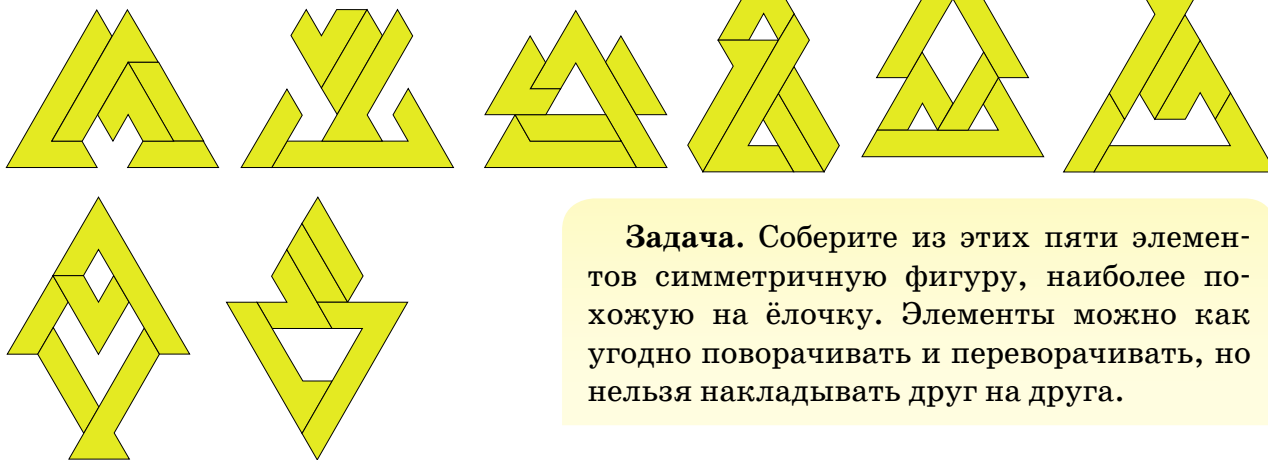 Задача. Соберите из этих пяти элемен-
тов симметричную фигуру, наиболее по-
хожую на ёлочку. Элементы можно как
угодно поворачивать и переворачивать, но
нельзя накладывать друг на друга.